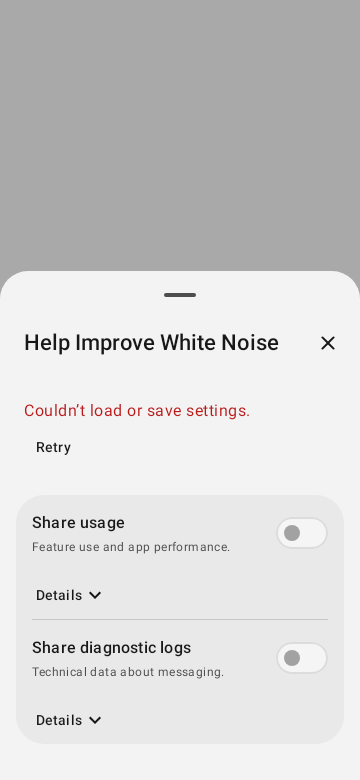 Help Improve White Noise
Couldn’t load or save settings.
Retry
Share usage
Feature use and app performance.
Details
Share diagnostic logs
Technical data about messaging.
Details